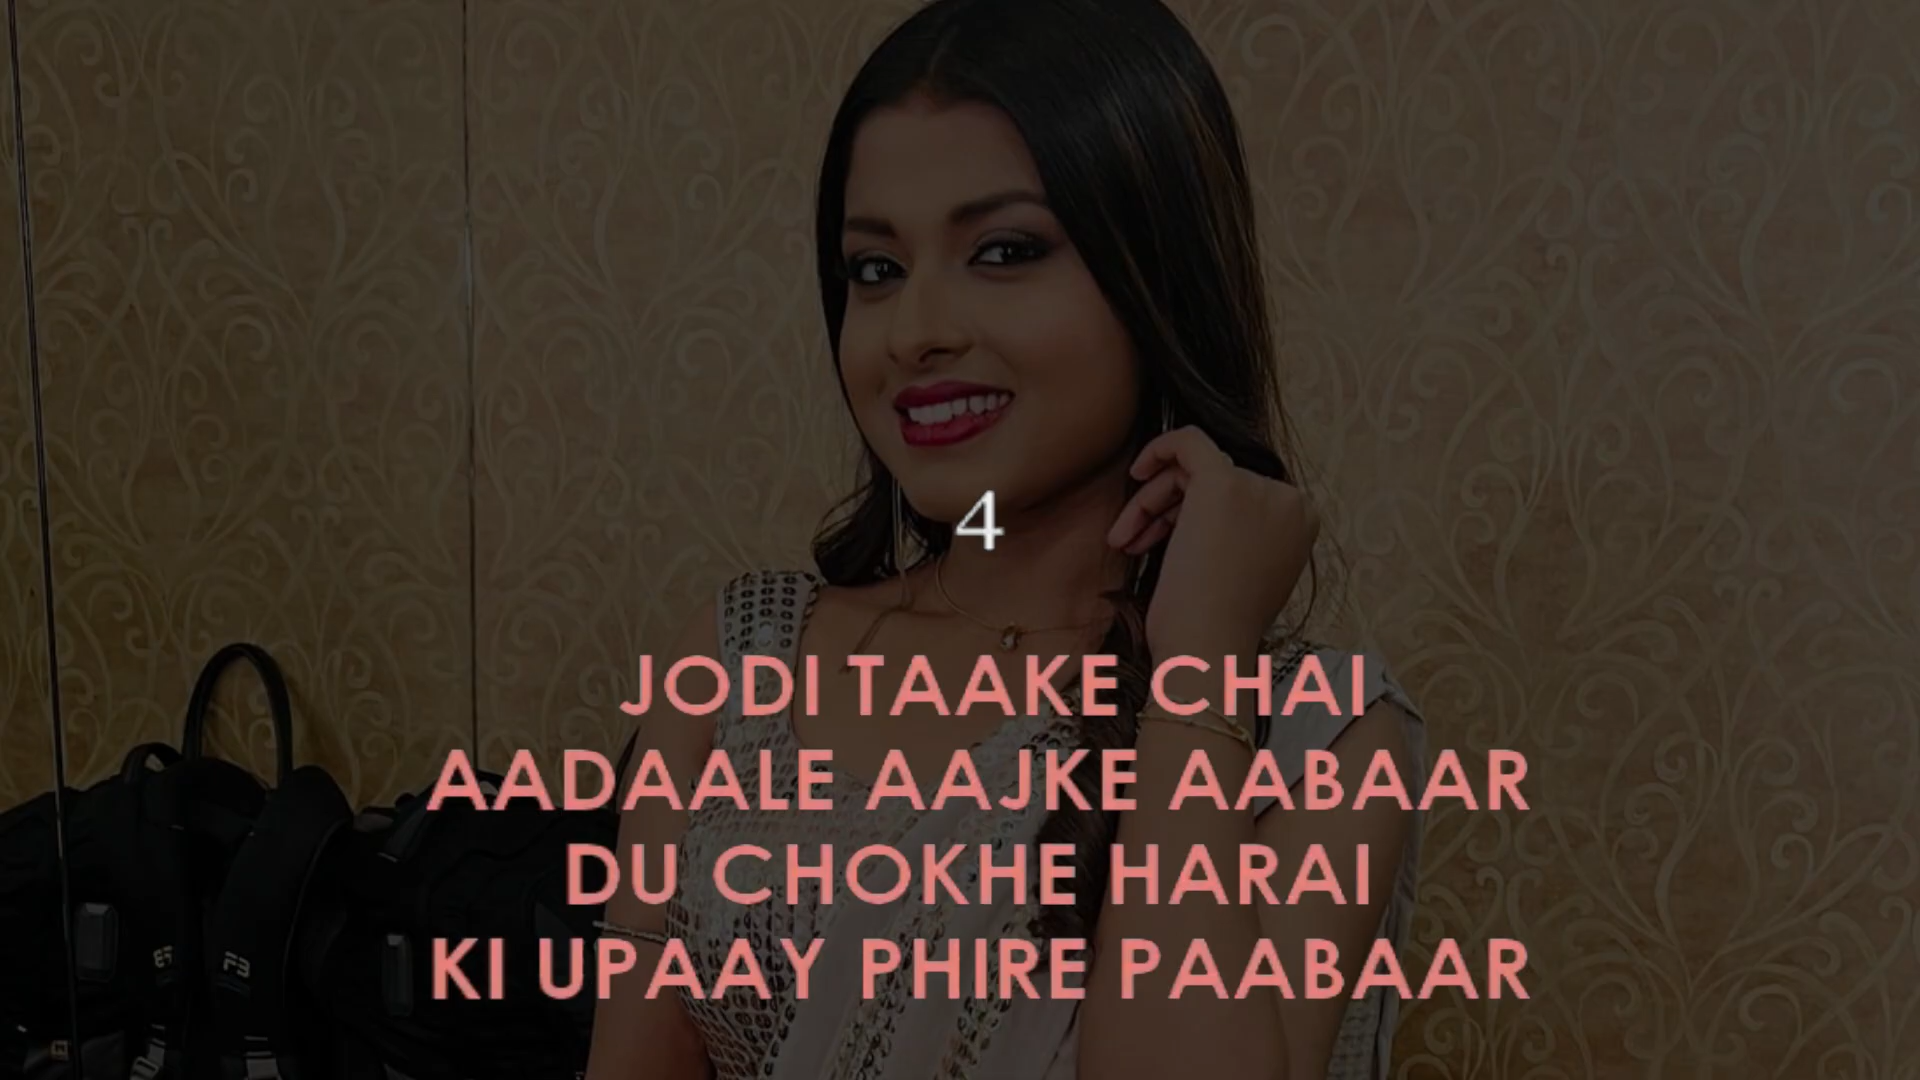 4
JODI TAAKE CHAI
AADAALE AAJKE AABAAR
DU CHOKHE HARAI
KI UPAAY PHIRE PAABAAR